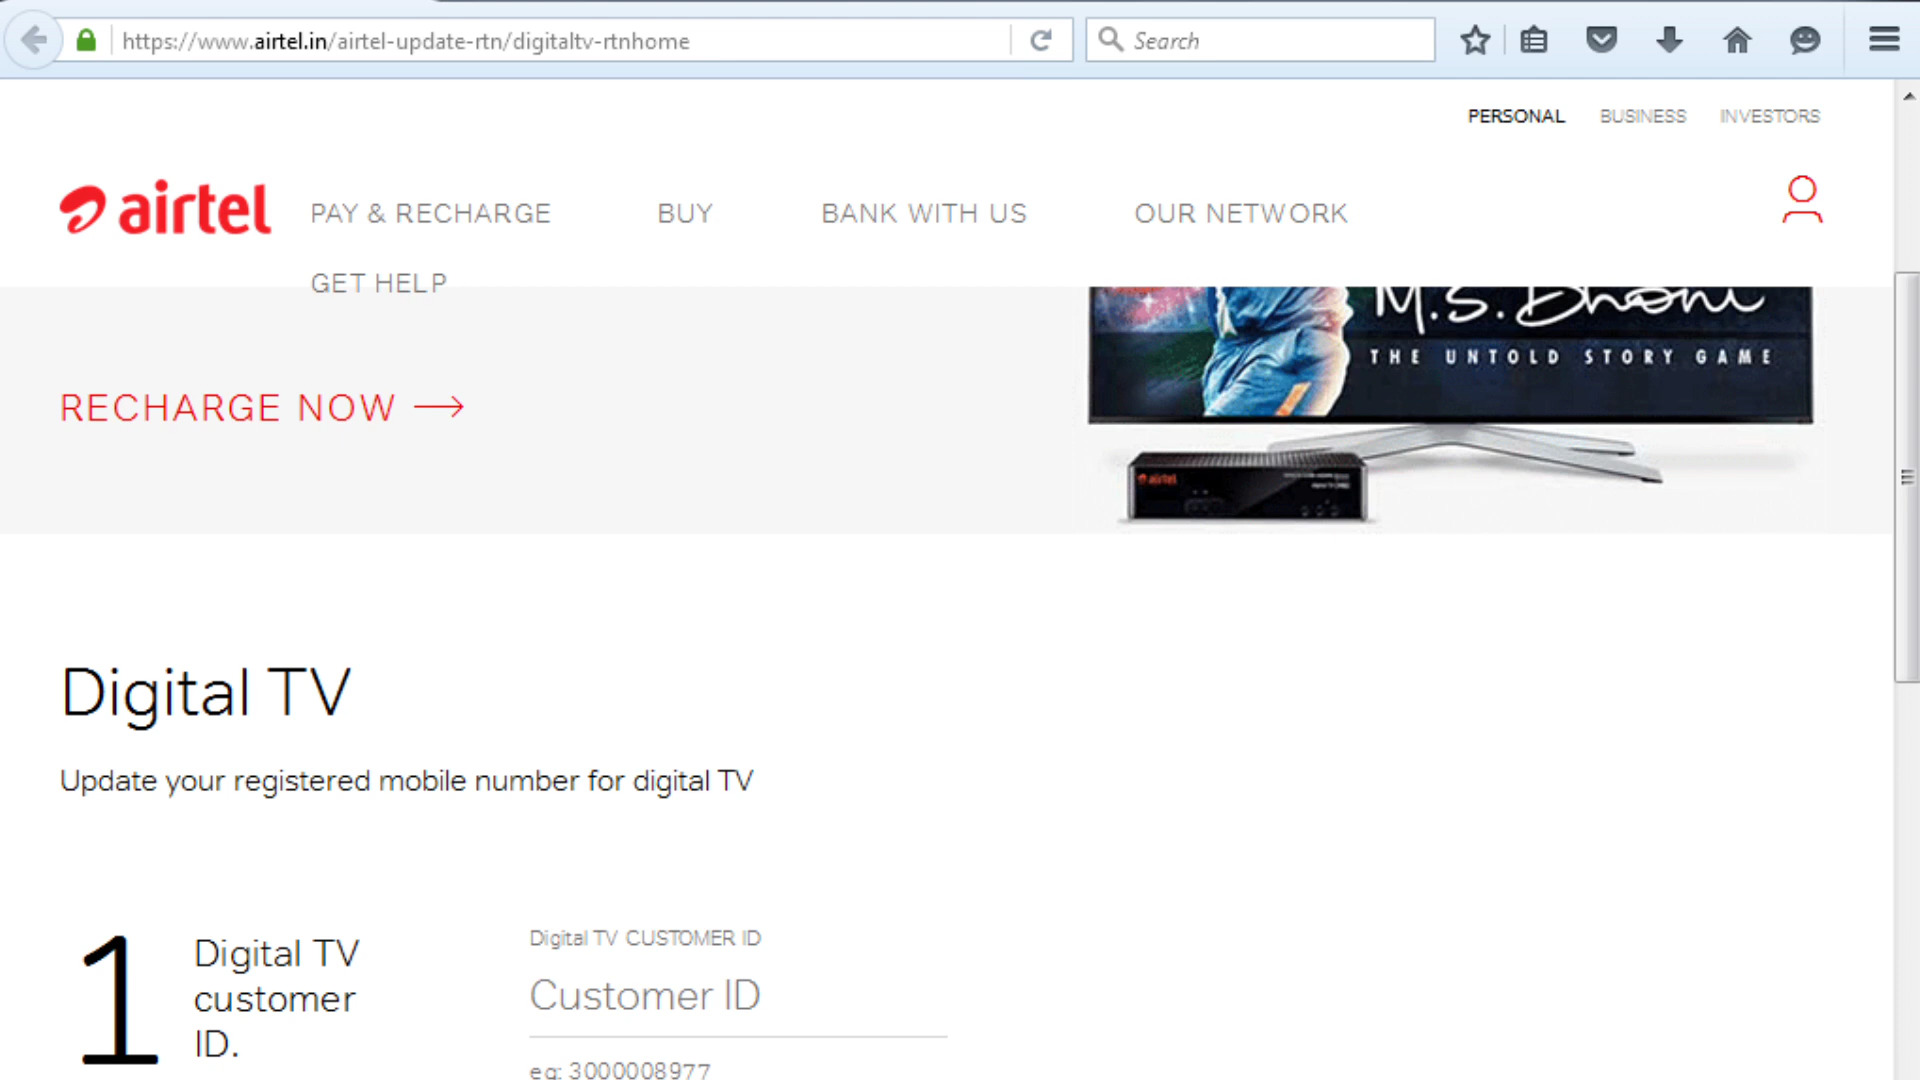 https://www.airtel.in/airtel-update-rtn/digitaltv-rtnhome
Search
PERSONAL BUSINESS INVESTORS
airtel PAY & RECHARGE BUY BANK WITH US OUR NETWORK
GET HELP
M.S. Dhoni
THE UNTOLD STORY GAME
RECHARGE NOW
airtel
Digital TV
Update your registered mobile number for digital TV
1
Digital TV
customer
ID.
Digital TV CUSTOMER ID
Customer ID
eg: 3000008977